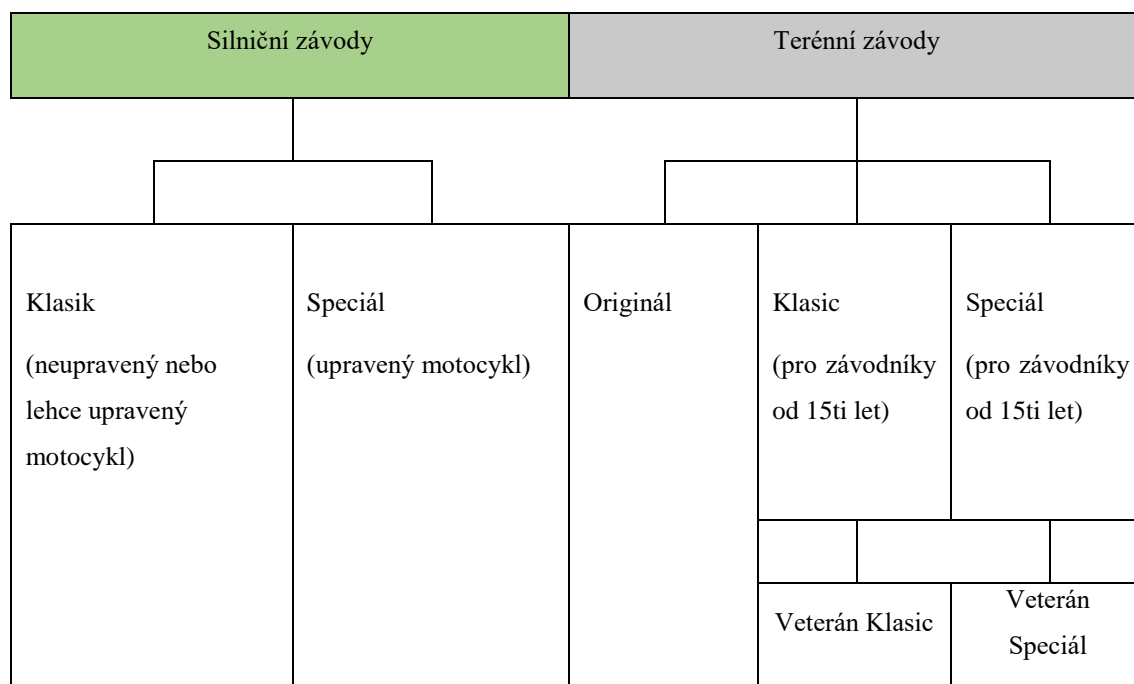 Silniční závody
Terénní závody
Klasik
(neupravený nebo
lehce upravený
motocykl)
Speciál
(upravený motocykl)
Originál
Klasic
(pro závodníky
od 15ti let)
Speciál
(pro závodníky
od 15ti let)
Veterán Klasic
Veterán
Speciál